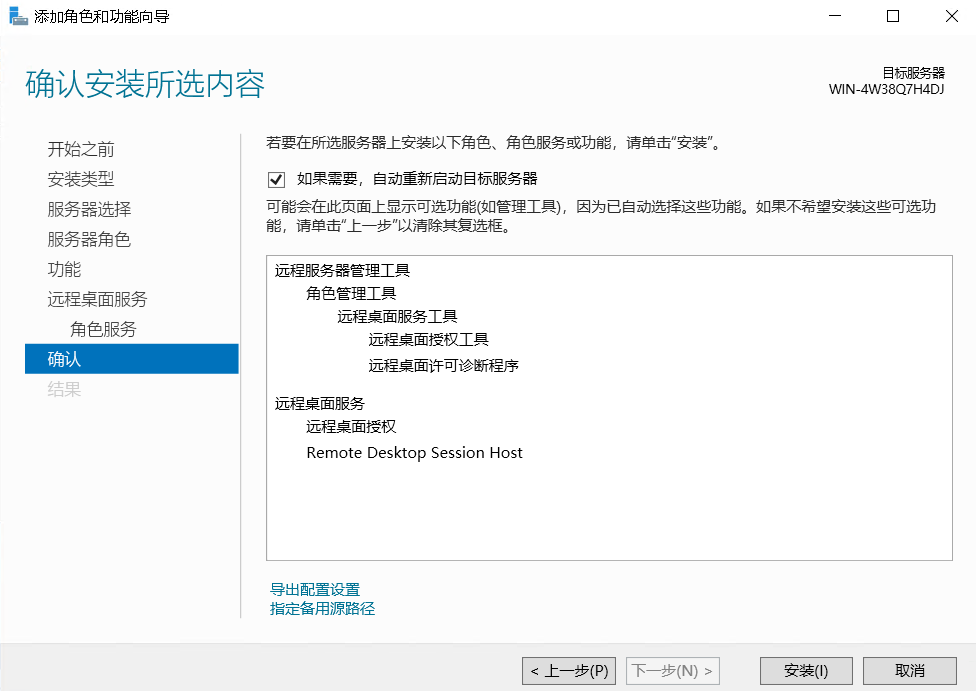 添加角色和功能向导
确认安装所选内容
目标服务器
WIN-4W38Q7H4DJ
开始之前
安装类型
服务器选择
服务器角色
功能
远程桌面服务
角色服务
确认
结果
若要在所选服务器上安装以下角色、角色服务或功能，请单击“安装”。
如果需要，自动重新启动目标服务器
可能会在此页面上显示可选功能(如管理工具)，因为已自动选择这些功能。如果不希望安装这些可选功
能，请单击“上一步”以清除其复选框。
远程服务器管理工具
角色管理工具
远程桌面服务工具
远程桌面授权工具
远程桌面许可诊断程序
远程桌面服务
远程桌面授权
Remote Desktop Session Host
导出配置设置
指定备用源路径
< 上一步(P)
下一步(N) >
安装(I)
取消